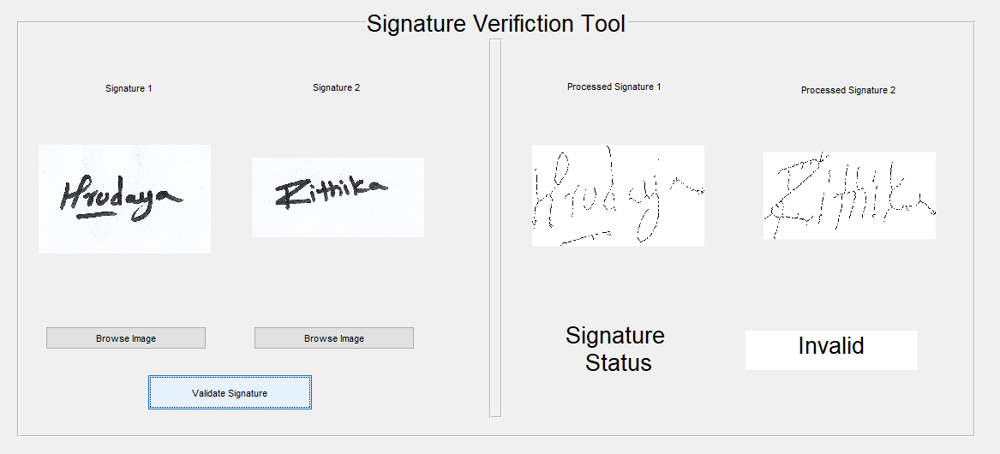 Signature Verifiction Tool
Signature 1
Signature 2
Hrudaya
Rithika
Browse Image
Browse Image
Validate Signature
Processed Signature 1
Processed Signature 2
Hrudaya
Rithika
Signature
Status
Invalid